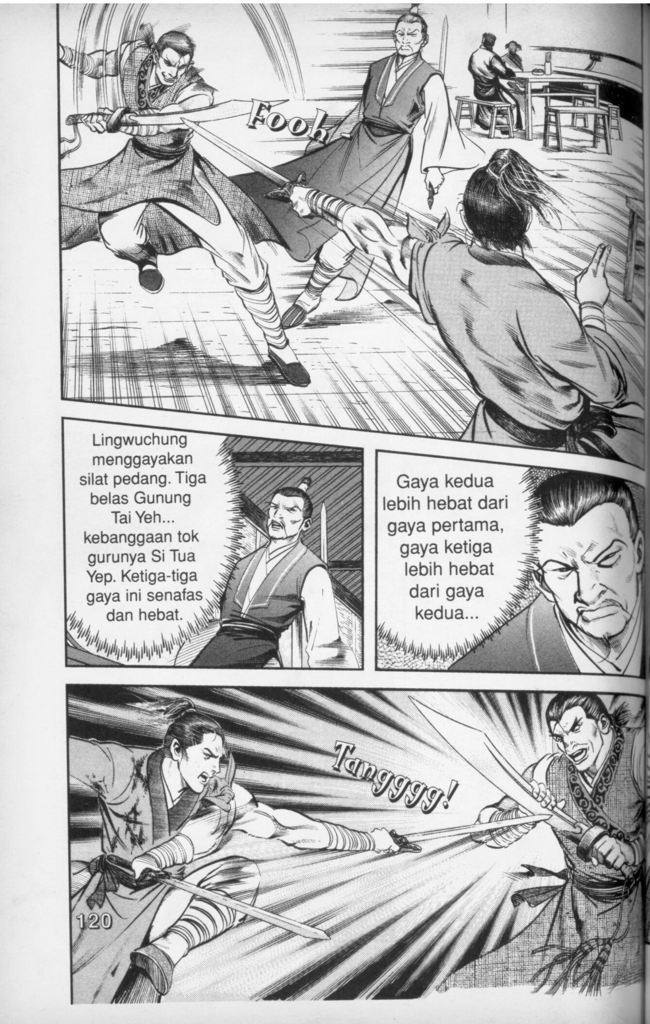 Fooh
Lingwuchung
menggayakan
silat pedang. Tiga
belas Gunung
Tai Yeh...
kebanggaan tok
gurunya Si Tua
Yep. Ketiga-tiga
gaya ini senafas
dan hebat.
Gaya kedua
lebih hebat dari
gaya pertama,
gaya ketiga
lebih hebat
dari gaya
kedua...
Tangggg!
120